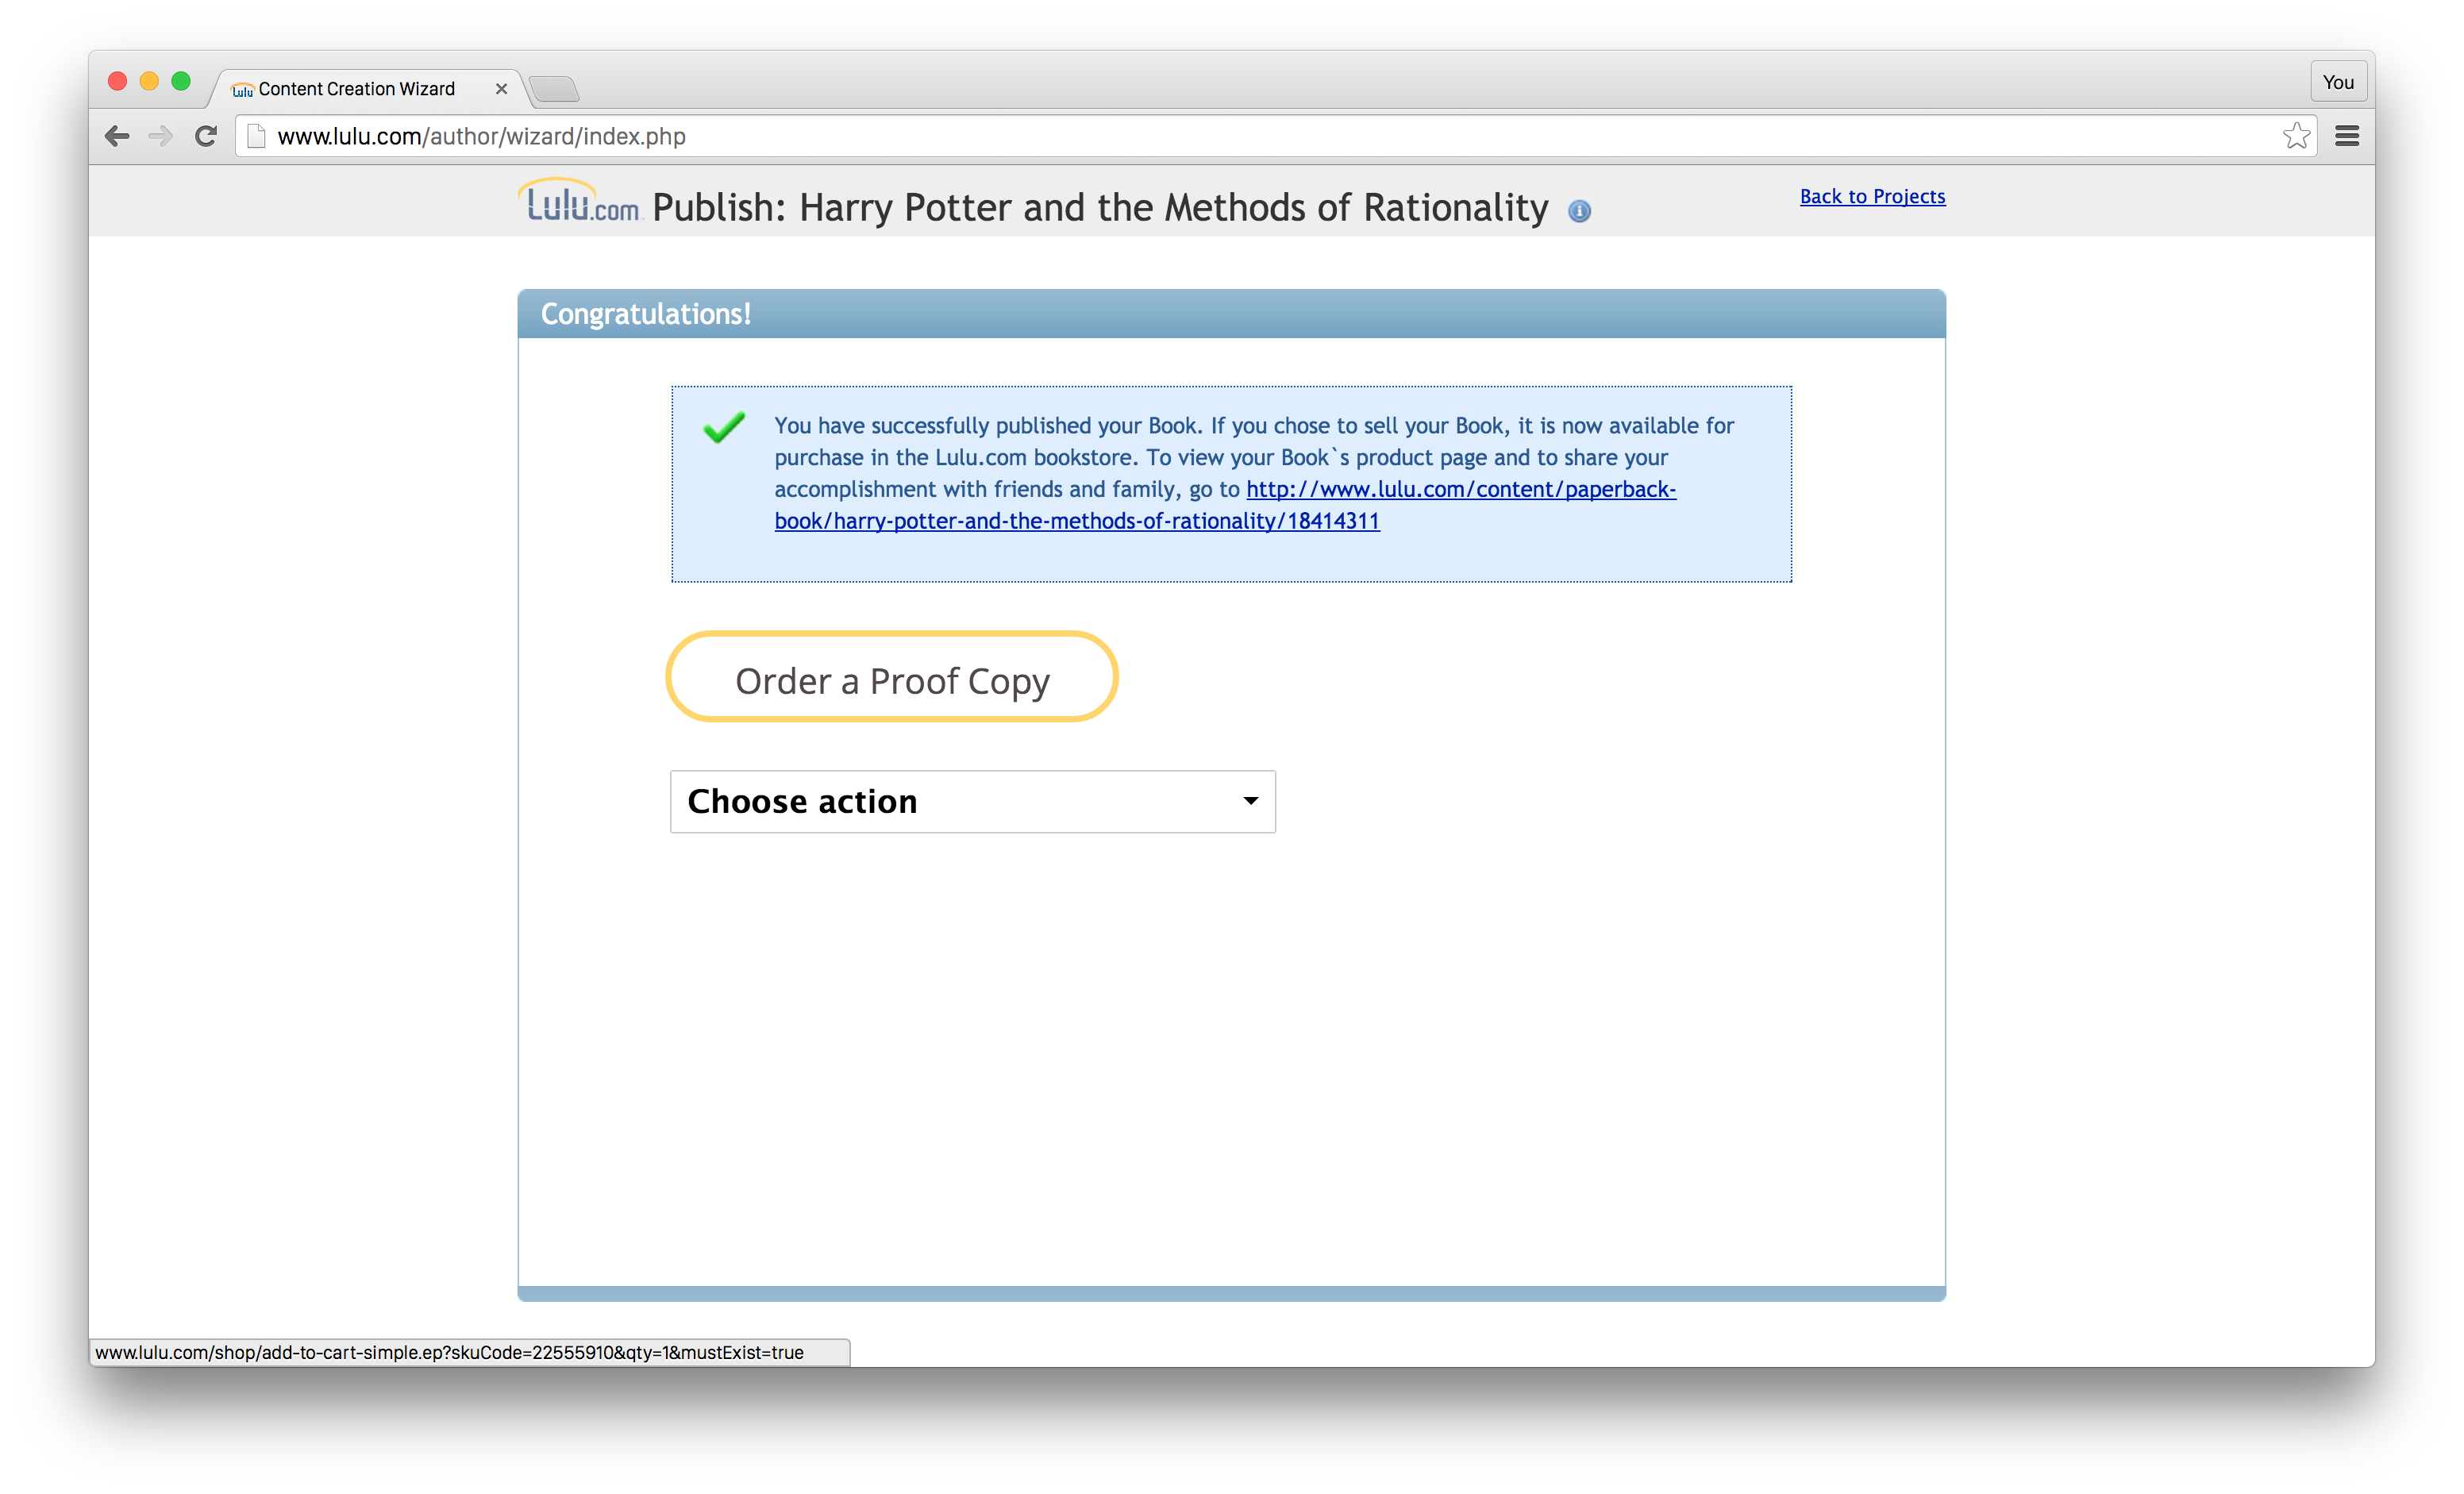 Lulu Content Creation Wizard
You
www.lulu.com/author/wizard/index.php
Lulu.com Publish: Harry Potter and the Methods of Rationality
Back to Projects
Congratulations!
You have successfully published your Book. If you chose to sell your Book, it is now available for
purchase in the Lulu.com bookstore. To view your Book`s product page and to share your
accomplishment with friends and family, go to http://www.lulu.com/content/paperback-
book/harry-potter-and-the-methods-of-rationality/18414311
Order a Proof Copy
Choose action
www.lulu.com/shop/add-to-cart-simple.ep?skuCode=22555910&qty=1&mustExist=true